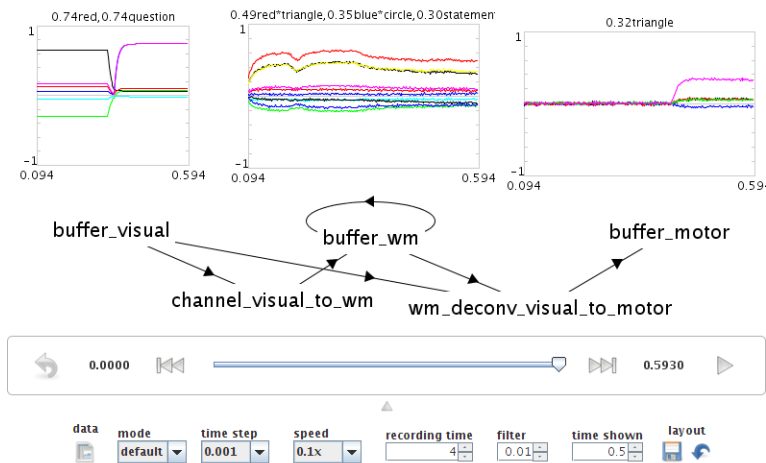 0.74red,0.74question
0.49red*triangle,0.35blue*circle,0.30statemen
0.32triangle
1
1
1
-1
-1
-1
0.094 0.594
0.094 0.594
0.094 0.59
buffer_visual
buffer_wm
buffer_motor
channel_visual_to_wm
wm_deconv_visual_to_motor
0.0000
0.5930
data
mode
time step
speed
recording time
filter
time shown
layout
default
0.001
0.1x
4
0.01
0.5